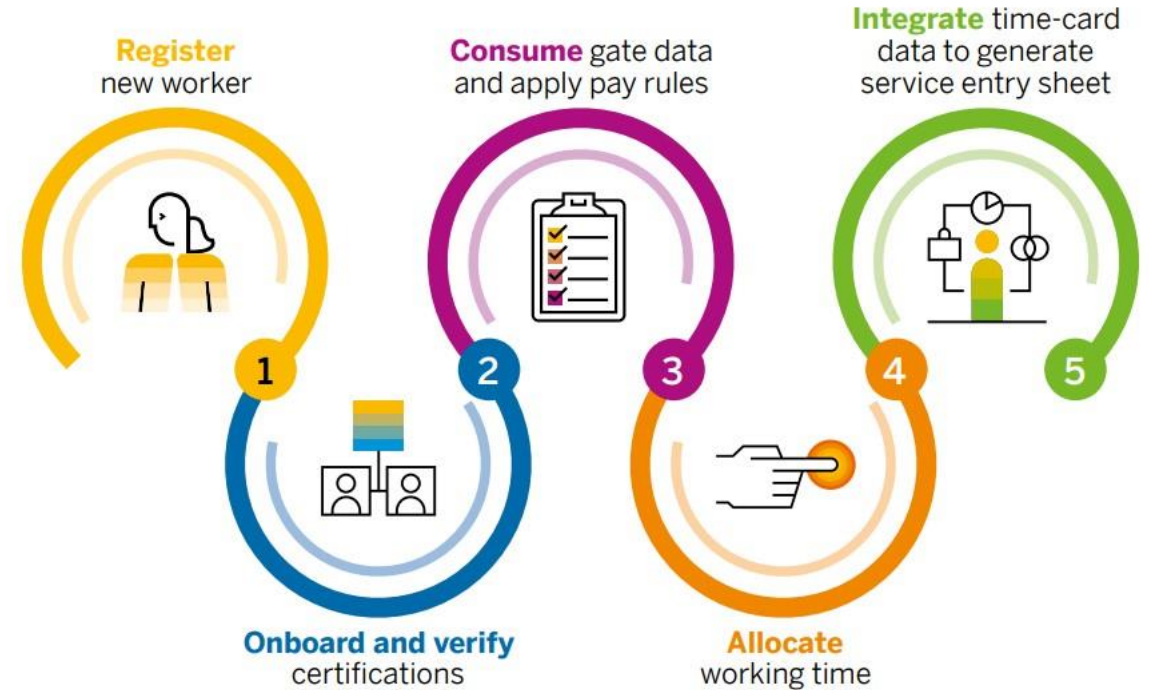 Register
new worker
1
Onboard and verify
certifications
2
Consume gate data
and apply pay rules
3
Allocate
working time
4
Integrate time-card
data to generate
service entry sheet
5